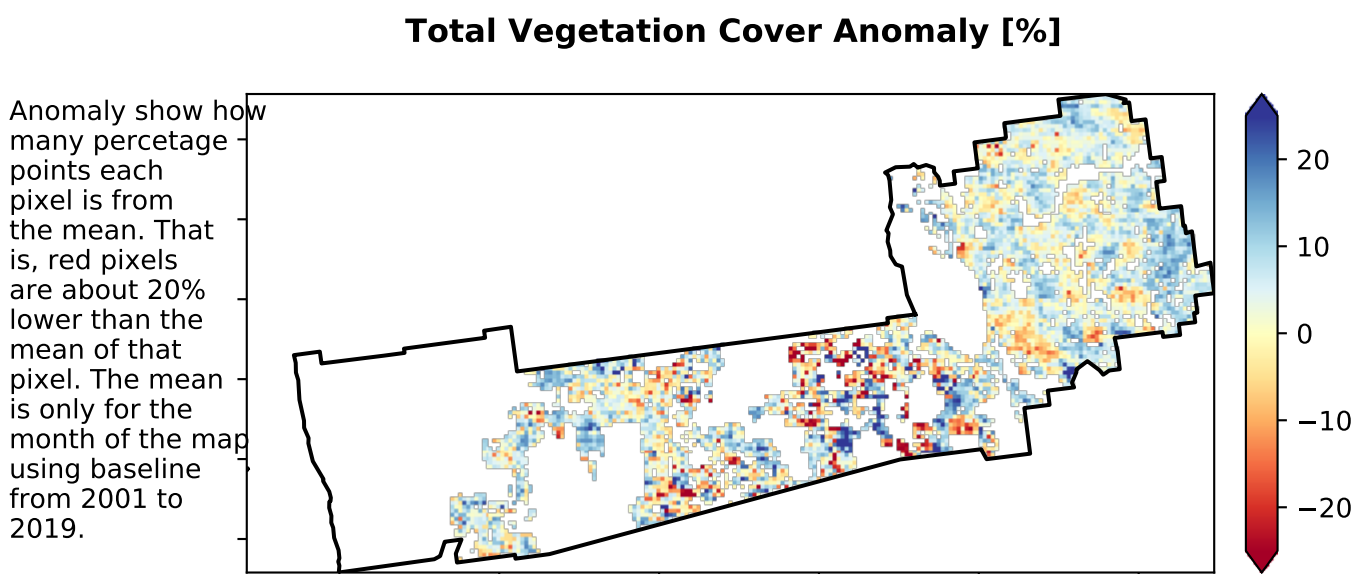 Total Vegetation Cover Anomaly [%]
Anomaly show how
many percetage
points each
pixel is from
the mean. That
is, red pixels
are about 20%
lower than the
mean of that
pixel. The mean
is only for the
month of the map
using baseline
from 2001 to
2019.
20
10
0
−10
−20